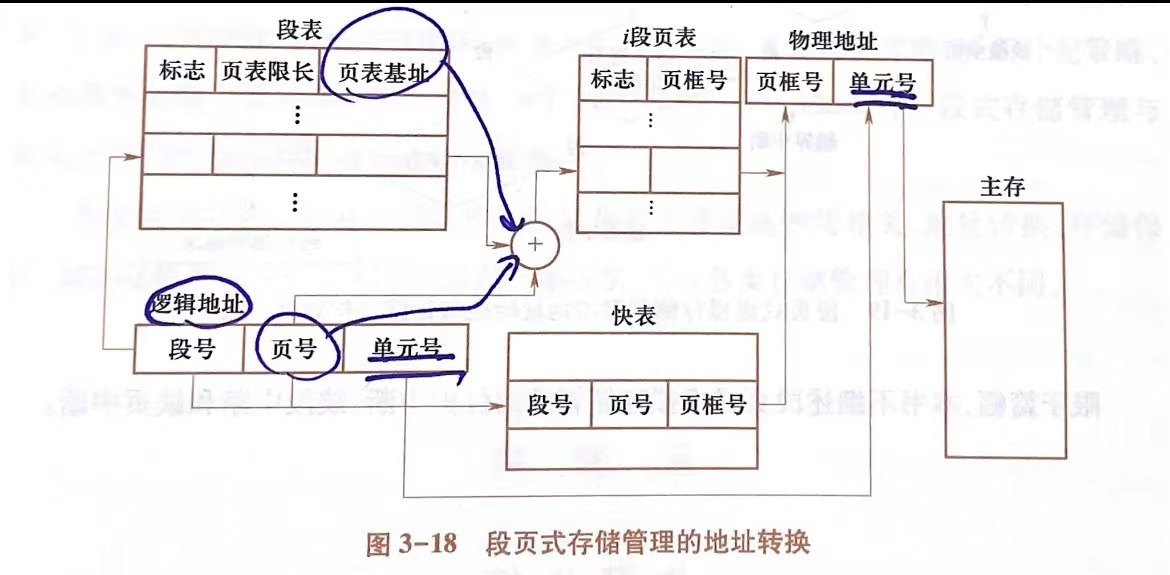 段表
标志 页表限长 页表基址
⋮
⋮
i段页表
标志 页框号
⋮
⋮
物理地址
页框号 单元号
主存
+
逻辑地址
段号 页号 单元号
快表
段号 页号 页框号
图 3-18 段页式存储管理的地址转换